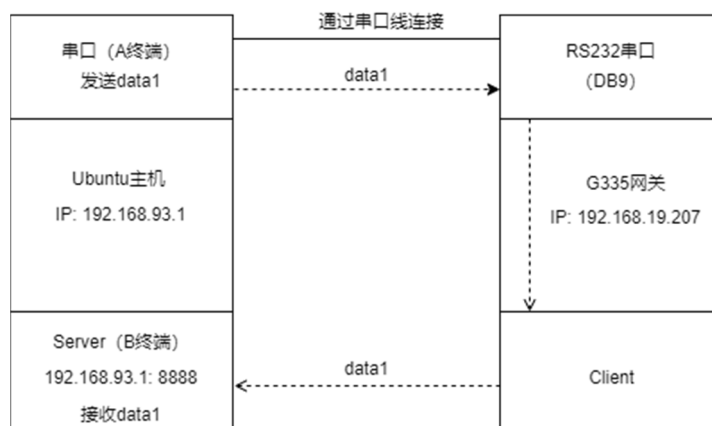 通过串口线连接
串口（A终端）
发送data1
data1
RS232串口
（DB9）
Ubuntu主机
IP: 192.168.93.1
G335网关
IP: 192.168.19.207
Server（B终端）
192.168.93.1: 8888
接收data1
data1
Client